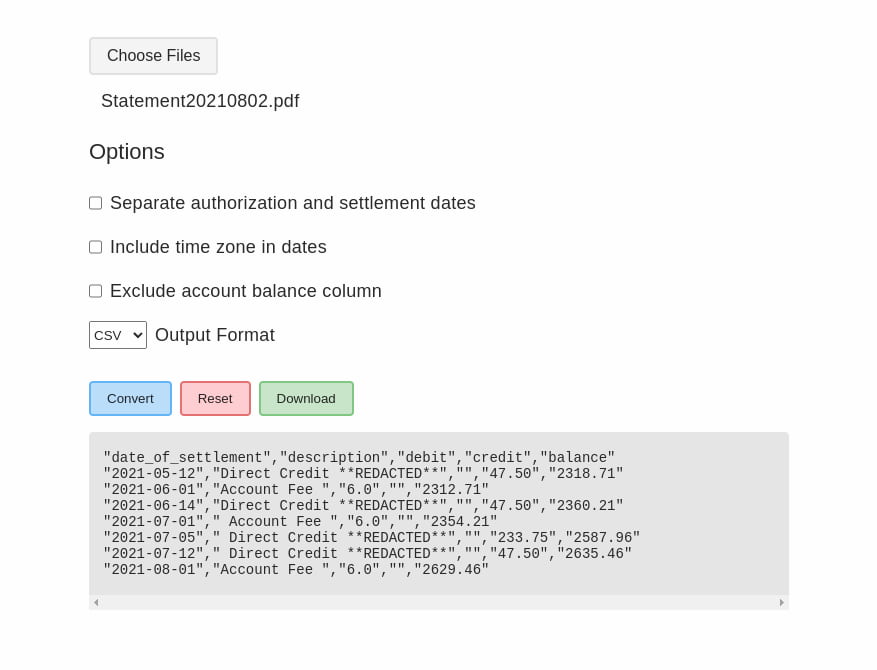 Choose Files
Statement20210802.pdf
Options
Separate authorization and settlement dates
Include time zone in dates
Exclude account balance column
CSV Output Format
Convert Reset Download
"date_of_settlement","description","debit","credit","balance"
"2021-05-12","Direct Credit **REDACTED**","","47.50","2318.71"
"2021-06-01","Account Fee ","6.0","","2312.71"
"2021-06-14","Direct Credit **REDACTED**","","47.50","2360.21"
"2021-07-01"," Account Fee ","6.0","","2354.21"
"2021-07-05"," Direct Credit **REDACTED**","","233.75","2587.96"
"2021-07-12"," Direct Credit **REDACTED**","","47.50","2635.46"
"2021-08-01","Account Fee ","6.0","","2629.46"